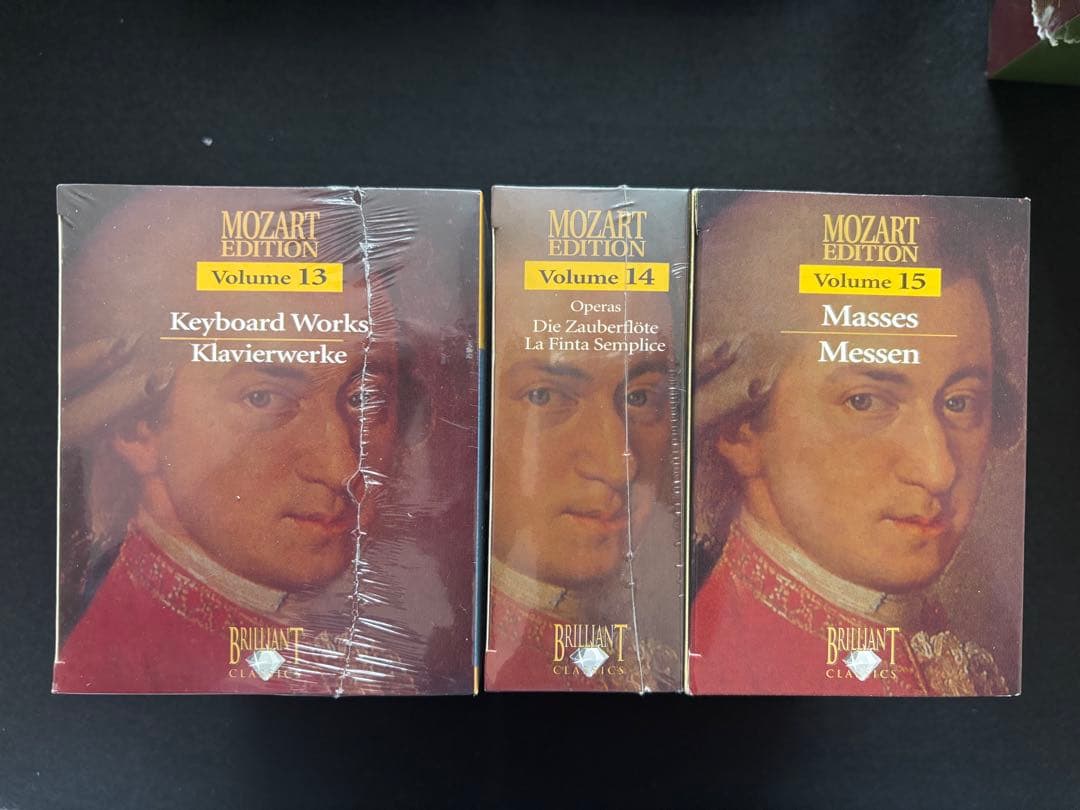 MOZART
EDITION
Volume 13
Keyboard Works
Klavierwerke
BRILLIANT
CLASSICS
MOZART
EDITION
Volume 14
Operas
Die Zauberflöte
La Finta Semplice
BRILLIANT
CLASSICS
MOZART
EDITION
Volume 15
Masses
Messen
BRILLIANT
CLASSICS